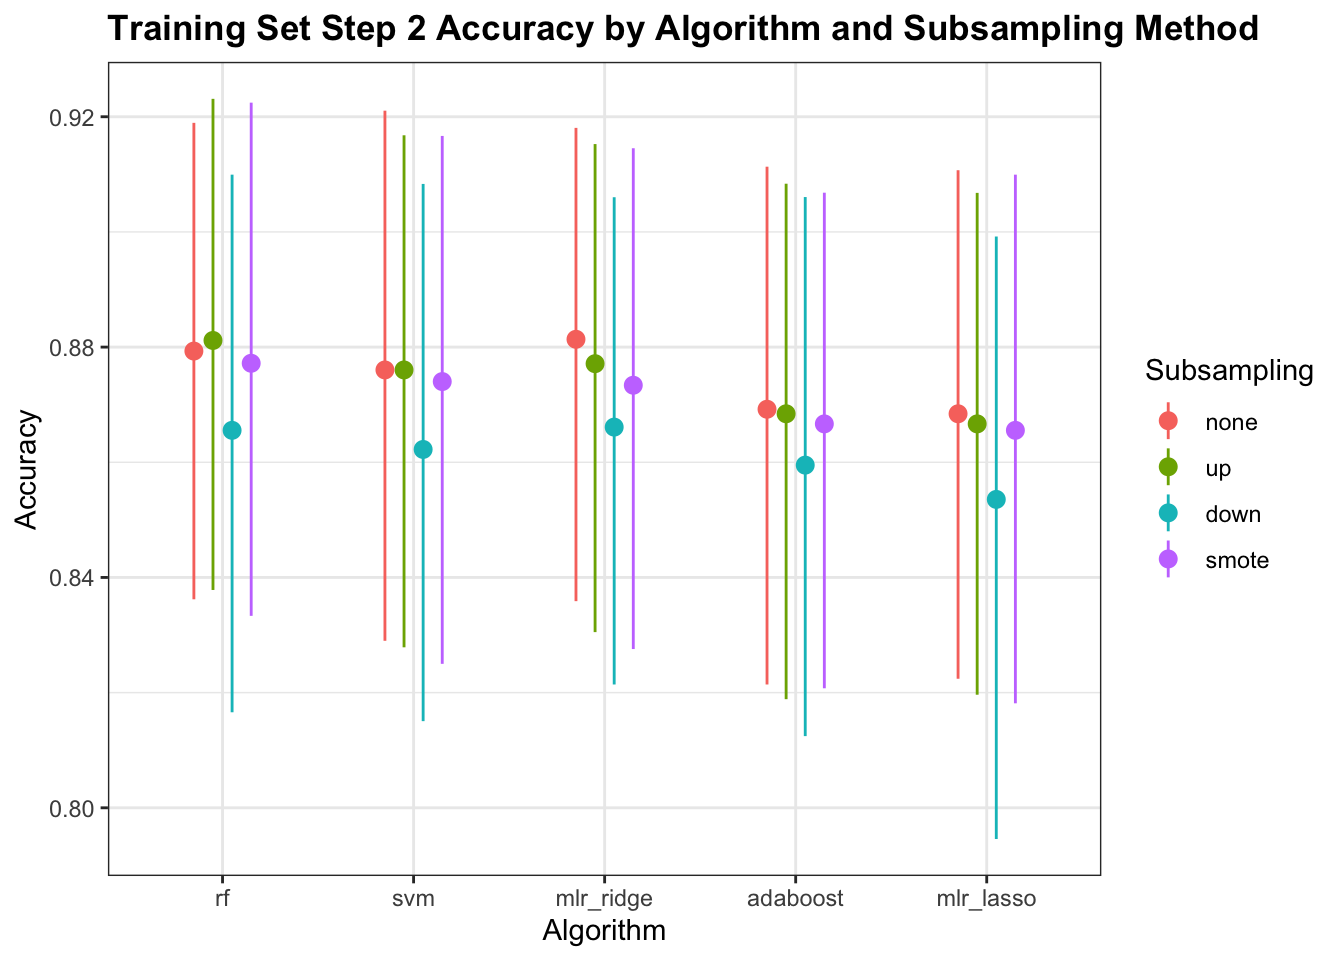 Training Set Step 2 Accuracy by Algorithm and Subsampling Method
Accuracy
0.92
0.88
0.84
0.80
rf svm mlr_ridge adaboost mlr_lasso
Algorithm
Subsampling
none
up
down
smote